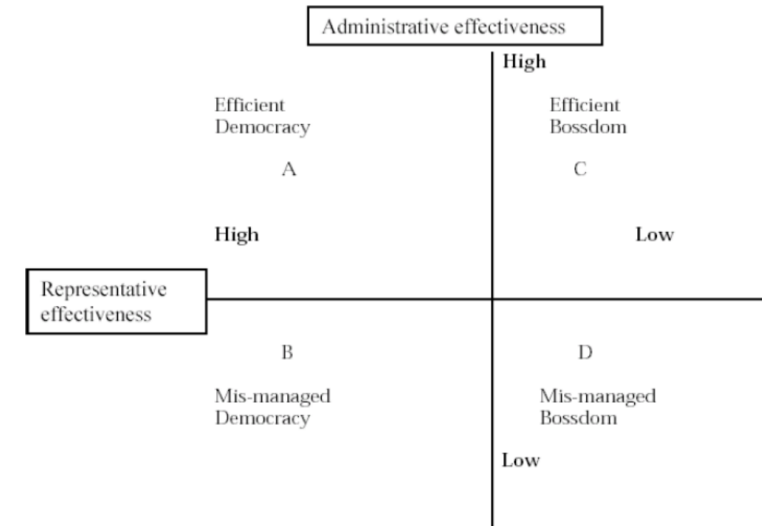 Administrative effectiveness
High
Efficient
Democracy
Efficient
Bossdom
A
C
High
Low
Representative
effectiveness
B
D
Mis-managed
Democracy
Mis-managed
Bossdom
Low